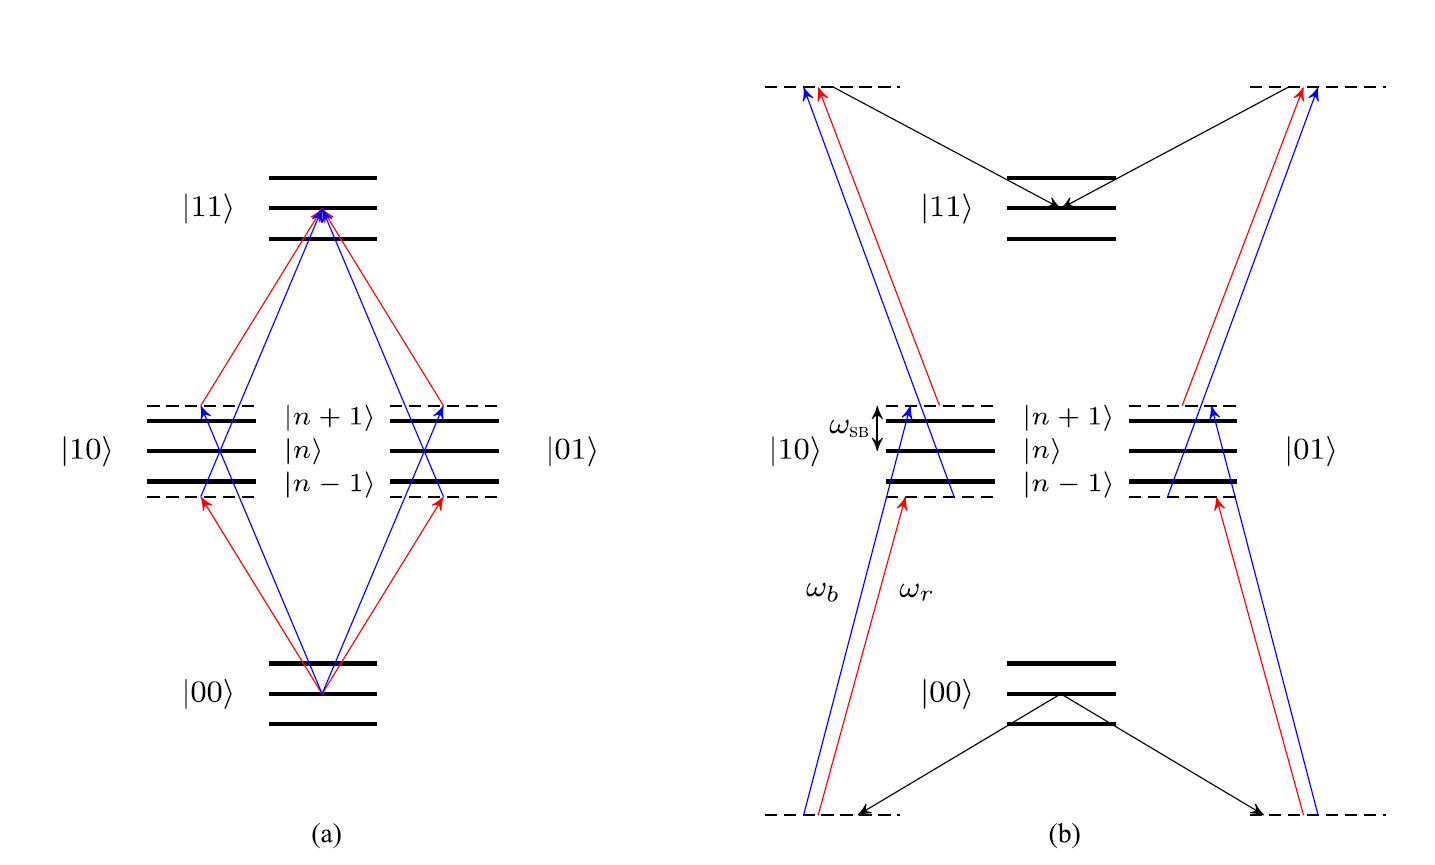 |11⟩
|11⟩
|n + 1⟩
|10⟩
|n⟩
|01⟩
|n − 1⟩
ω_SB
|n + 1⟩
|10⟩
|n⟩
|01⟩
|n − 1⟩
ω_b
ω_r
|00⟩
|00⟩
(a)
(b)